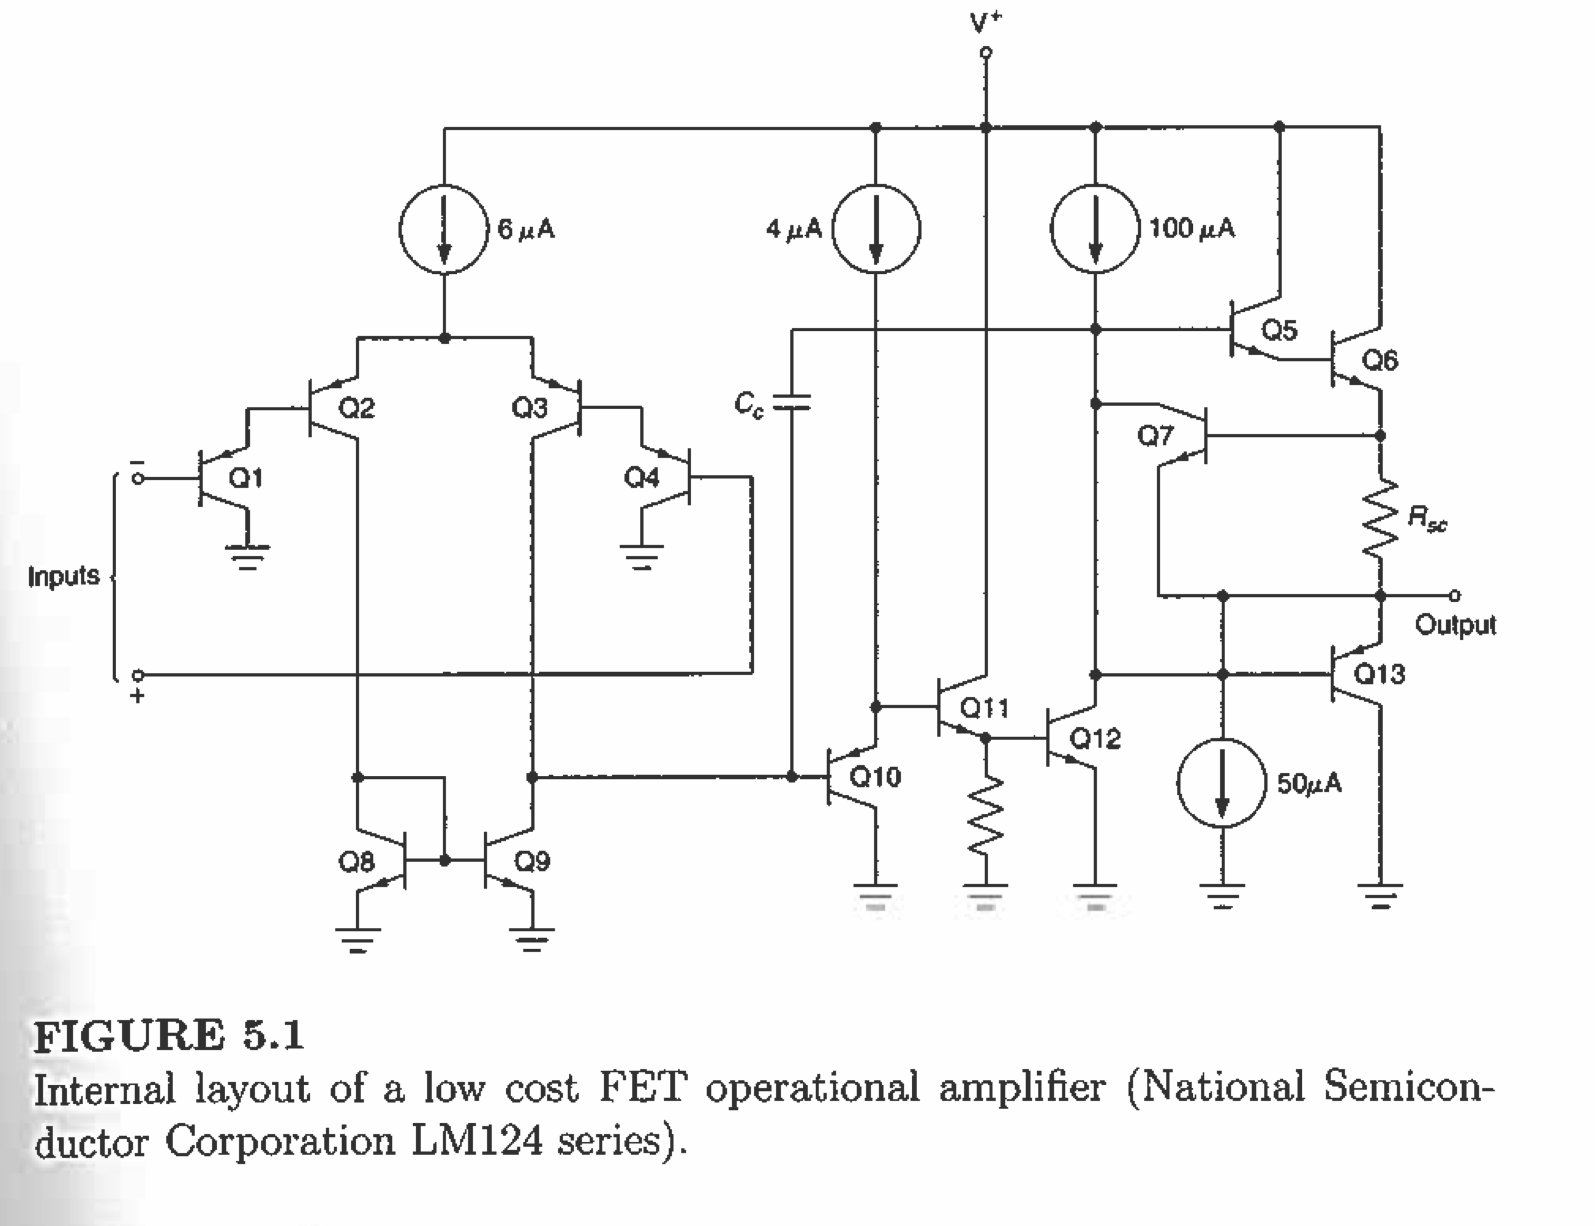 V⁺
6 μA
4 μA
100 μA
Q5
Q6
Q2
Q3
C_c
Q7
−
Q1
Q4
R_sc
Inputs
Output
+
Q11
Q13
Q12
Q10
50μA
Q8
Q9
FIGURE 5.1
Internal layout of a low cost FET operational amplifier (National Semicon-
ductor Corporation LM124 series).